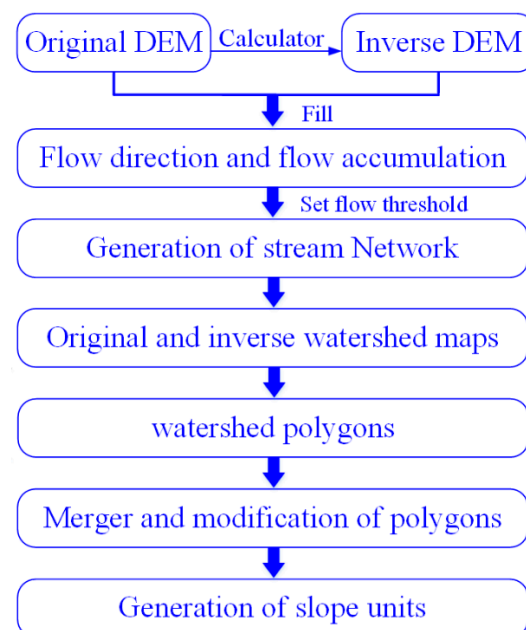 Original DEM
Calculator
Inverse DEM
Fill
Flow direction and flow accumulation
Set flow threshold
Generation of stream Network
Original and inverse watershed maps
watershed polygons
Merger and modification of polygons
Generation of slope units